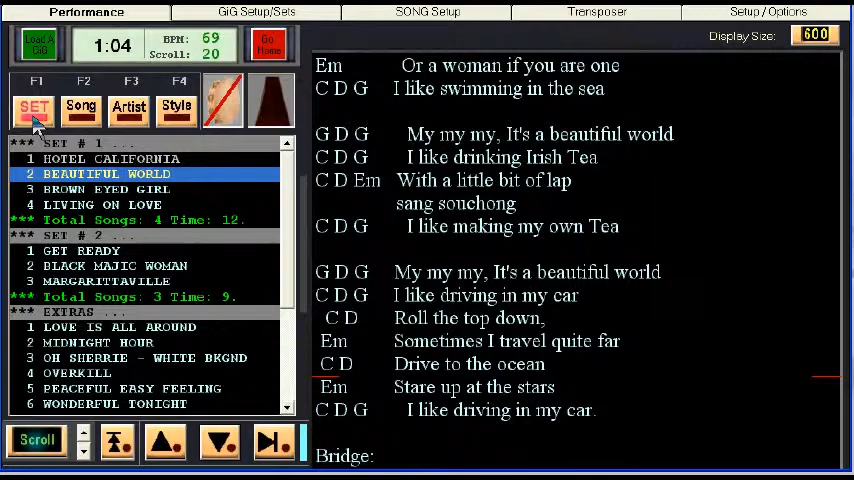 Performance
GiG Setup/Sets
SONG Setup
Transposer
Setup / Options
Load A GiG
1:04
BPM: 69
Scroll: 20
Go Home
Display Size: 600
F1 F2 F3 F4
SET Song Artist Style
*** SET # 1 ...
1 HOTEL CALIFORNIA
2 BEAUTIFUL WORLD
3 BROWN EYED GIRL
4 LIVING ON LOVE
*** Total Songs: 4 Time: 12.
*** SET # 2 ...
1 GET READY
2 BLACK MAJIC WOMAN
3 MARGARITTAVILLE
*** Total Songs: 3 Time: 9.
*** EXTRAS ...
1 LOVE IS ALL AROUND
2 MIDNIGHT HOUR
3 OH SHERRIE - WHITE BKGND
4 OVERKILL
5 PEACEFUL EASY FEELING
6 WONDERFUL TONIGHT
Scroll
Em Or a woman if you are one
C D G I like swimming in the sea
G D G My my my, It's a beautiful world
C D G I like drinking Irish Tea
C D Em With a little bit of lap
sang souchong
C D G I like making my own Tea
G D G My my my, It's a beautiful world
C D G I like driving in my car
C D Roll the top down,
Em Sometimes I travel quite far
C D Drive to the ocean
Em Stare up at the stars
C D G I like driving in my car.
Bridge: